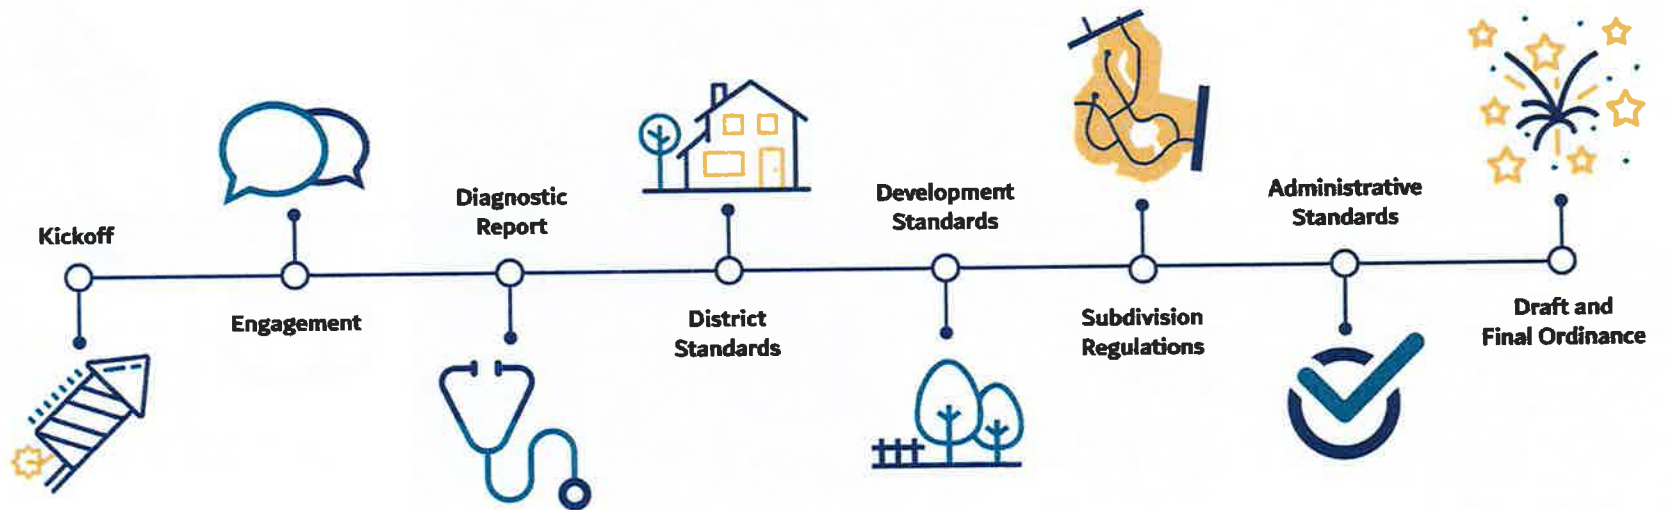 Kickoff
Engagement
Diagnostic
Report
District
Standards
Development
Standards
Subdivision
Regulations
Administrative
Standards
Draft and
Final Ordinance